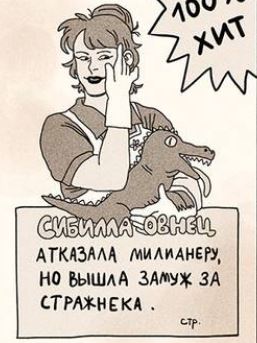 100%
ХИТ
СИБИЛЛА ОВНЕЦ
АТКАЗАЛА МИЛИАНЕРУ,
НО ВЫШЛА ЗАМУЖ ЗА
СТРАЖНЕКА.
СТР.